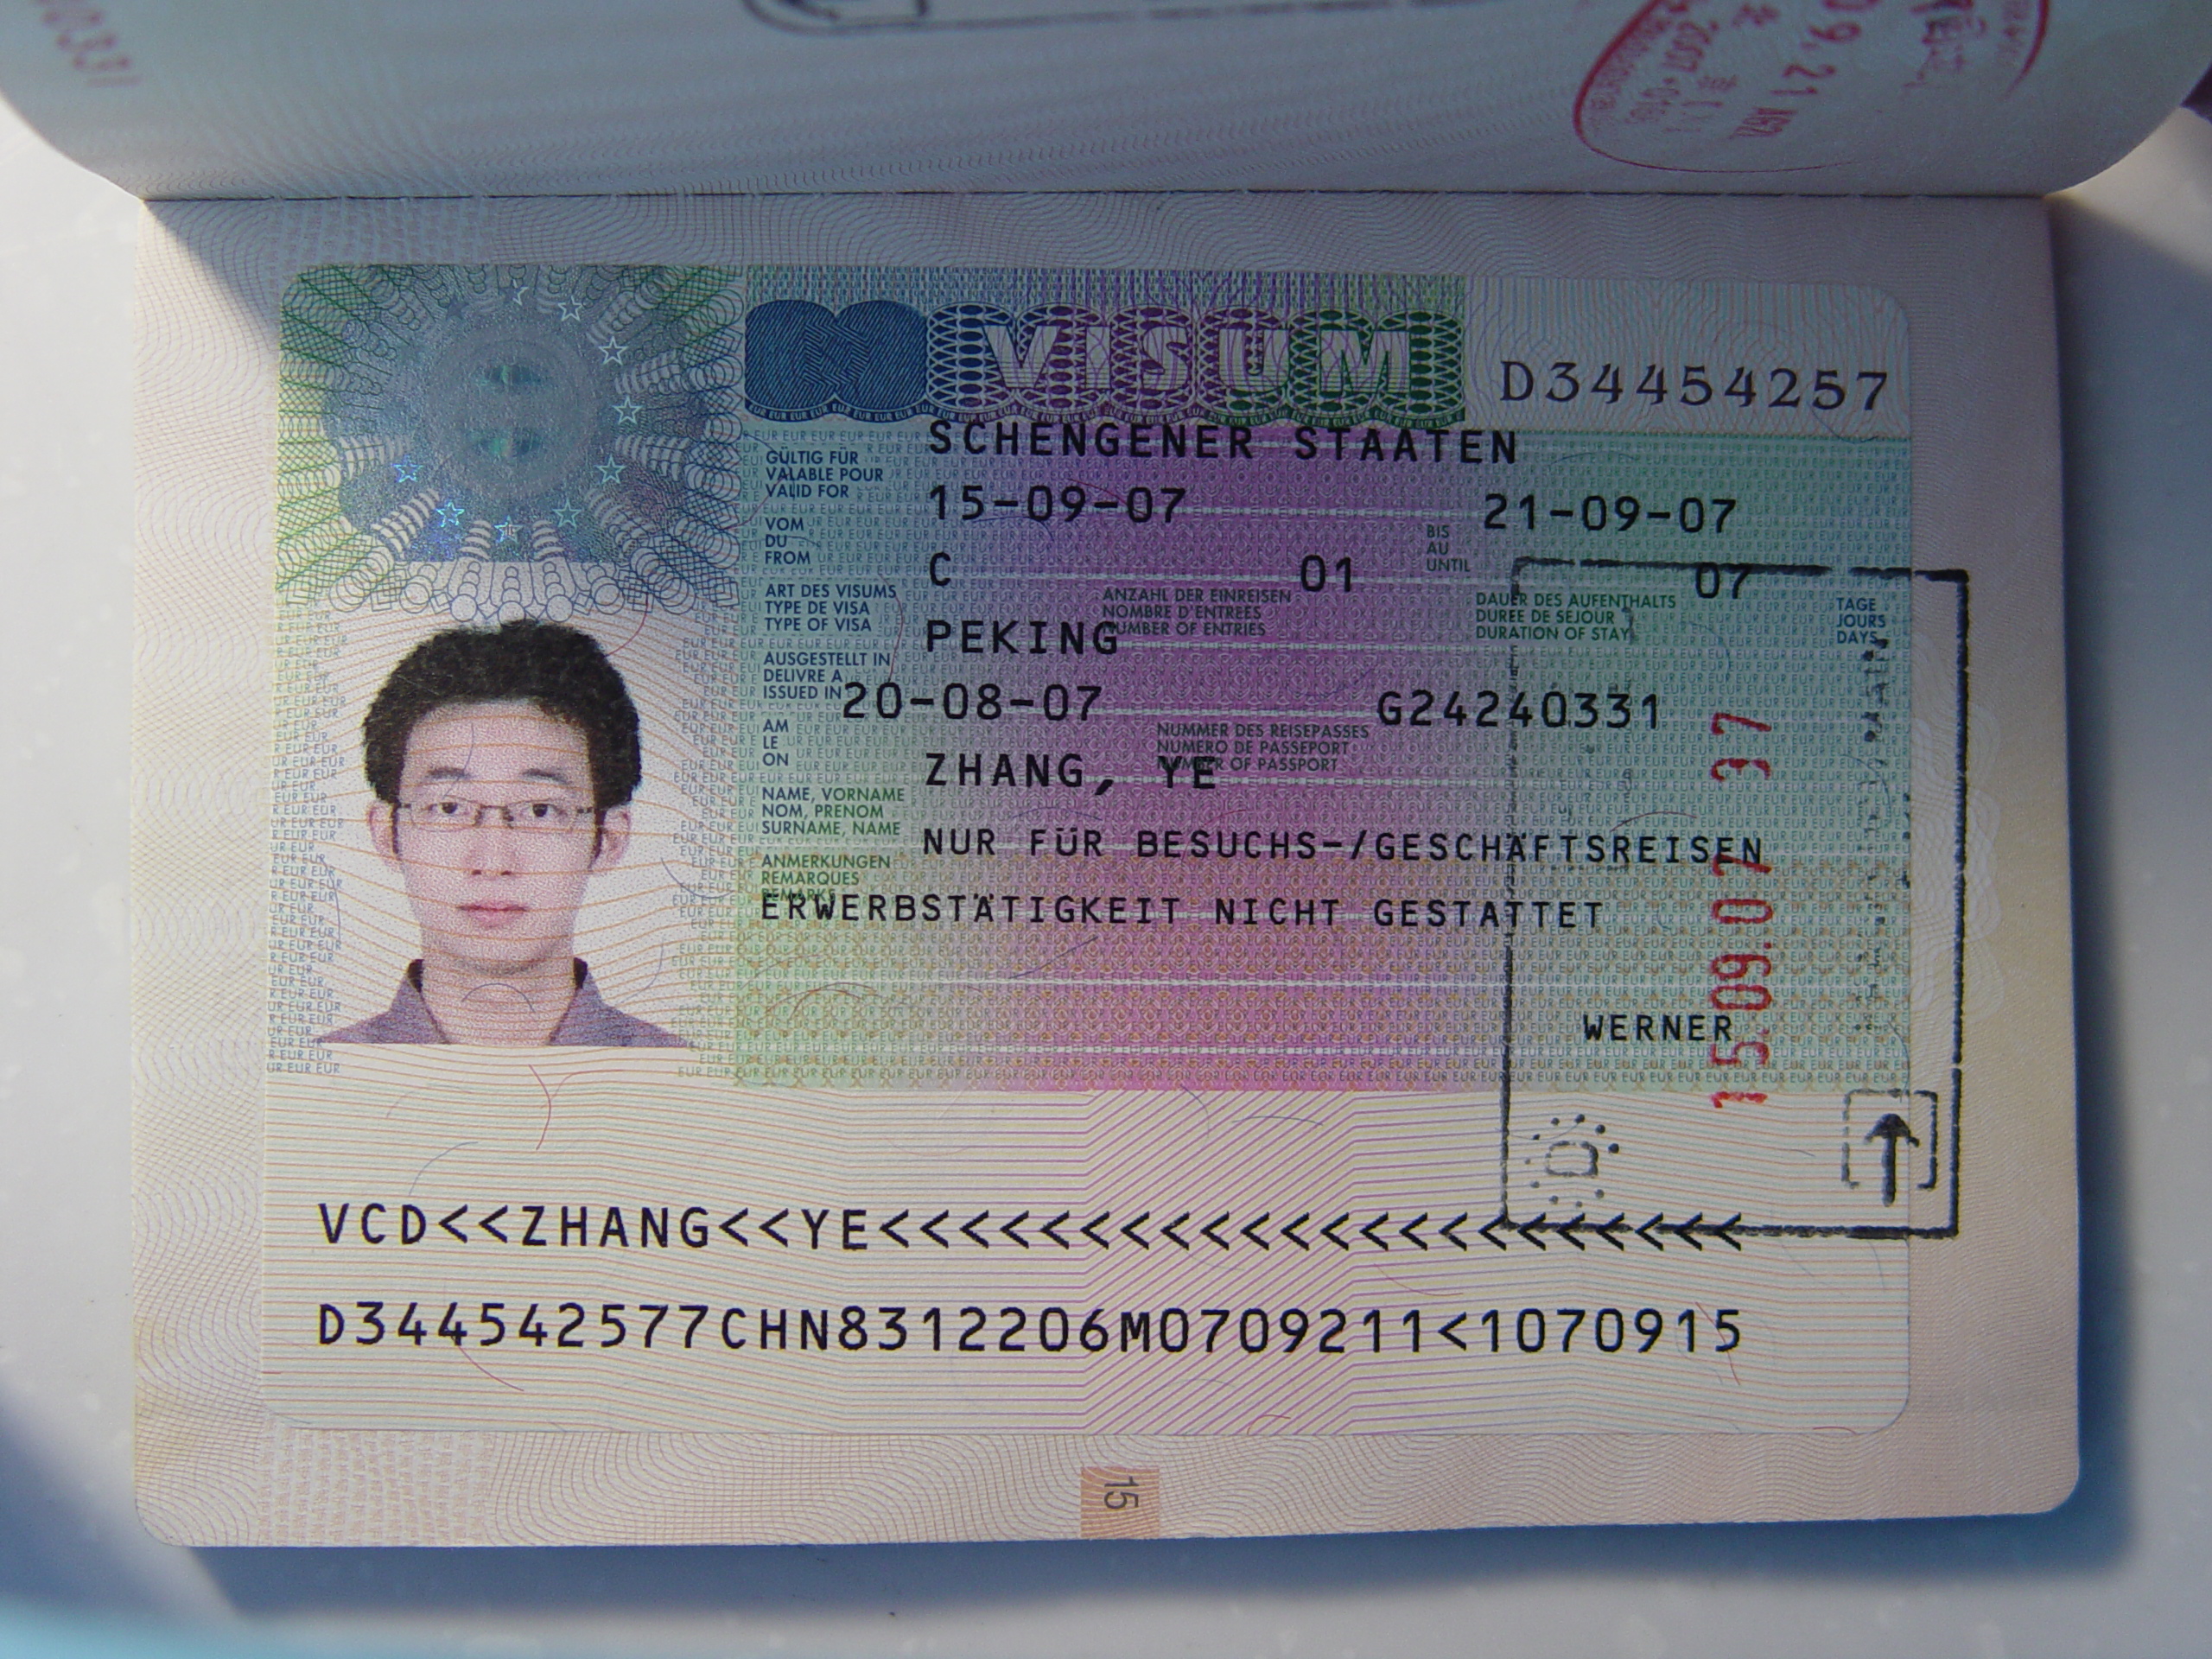 VISUM
D34454257
GÜLTIG FÜR
VALABLE POUR
VALID FOR
SCHENGENER STAATEN
VOM
DU
FROM
15-09-07
BIS
AU
UNTIL
21-09-07
ART DES VISUMS
TYPE DE VISA
TYPE OF VISA
C
ANZAHL DER EINREISEN
NOMBRE D'ENTREES
NUMBER OF ENTRIES
01
DAUER DES AUFENTHALTS
DUREE DE SEJOUR
DURATION OF STAY
07
TAGE
JOURS
DAYS
AUSGESTELLT IN
DELIVRE A
ISSUED IN
PEKING
AM
LE
ON
20-08-07
NUMMER DES REISEPASSES
NUMERO DE PASSEPORT
NUMBER OF PASSPORT
G24240331
NAME, VORNAME
NOM, PRENOM
SURNAME, NAME
ZHANG, YE
ANMERKUNGEN
REMARQUES
REMARKS
NUR FÜR BESUCHS-/GESCHÄFTSREISEN
ERWERBSTÄTIGKEIT NICHT GESTATTET
WERNER
15.09.07 37
VCD<<ZHANG<<YE<<<<<<<<<<<<<<<<<<<<<<
D344542577CHN8312206M0709211<1070915
15